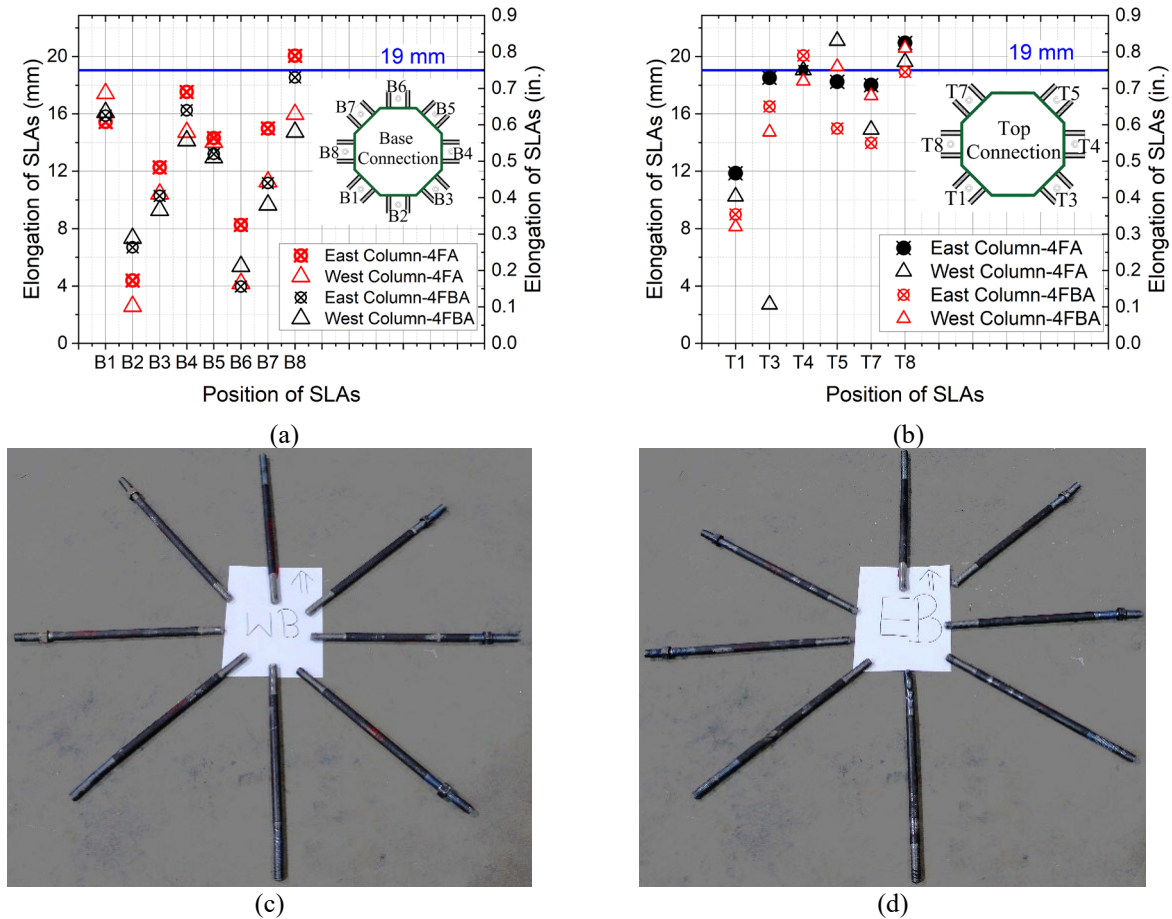 20
16
12
8
4
0
Elongation of SLAs (mm)
0.9
0.8
0.7
0.6
0.5
0.4
0.3
0.2
0.1
0.0
Elongation of SLAs (in.)
19 mm
B6
B7
B5
Base
Connection
B8
B4
B1
B3
B2
East Column-4FA
West Column-4FA
East Column-4FBA
West Column-4FBA
B1 B2 B3 B4 B5 B6 B7 B8
Position of SLAs
(a)
20
16
12
8
4
0
Elongation of SLAs (mm)
0.9
0.8
0.7
0.6
0.5
0.4
0.3
0.2
0.1
0.0
Elongation of SLAs (in.)
19 mm
T7
T5
Top
Connection
T8
T4
T1
T3
East Column-4FA
West Column-4FA
East Column-4FBA
West Column-4FBA
T1 T3 T4 T5 T7 T8
Position of SLAs
(b)
WB
(c)
EB
(d)